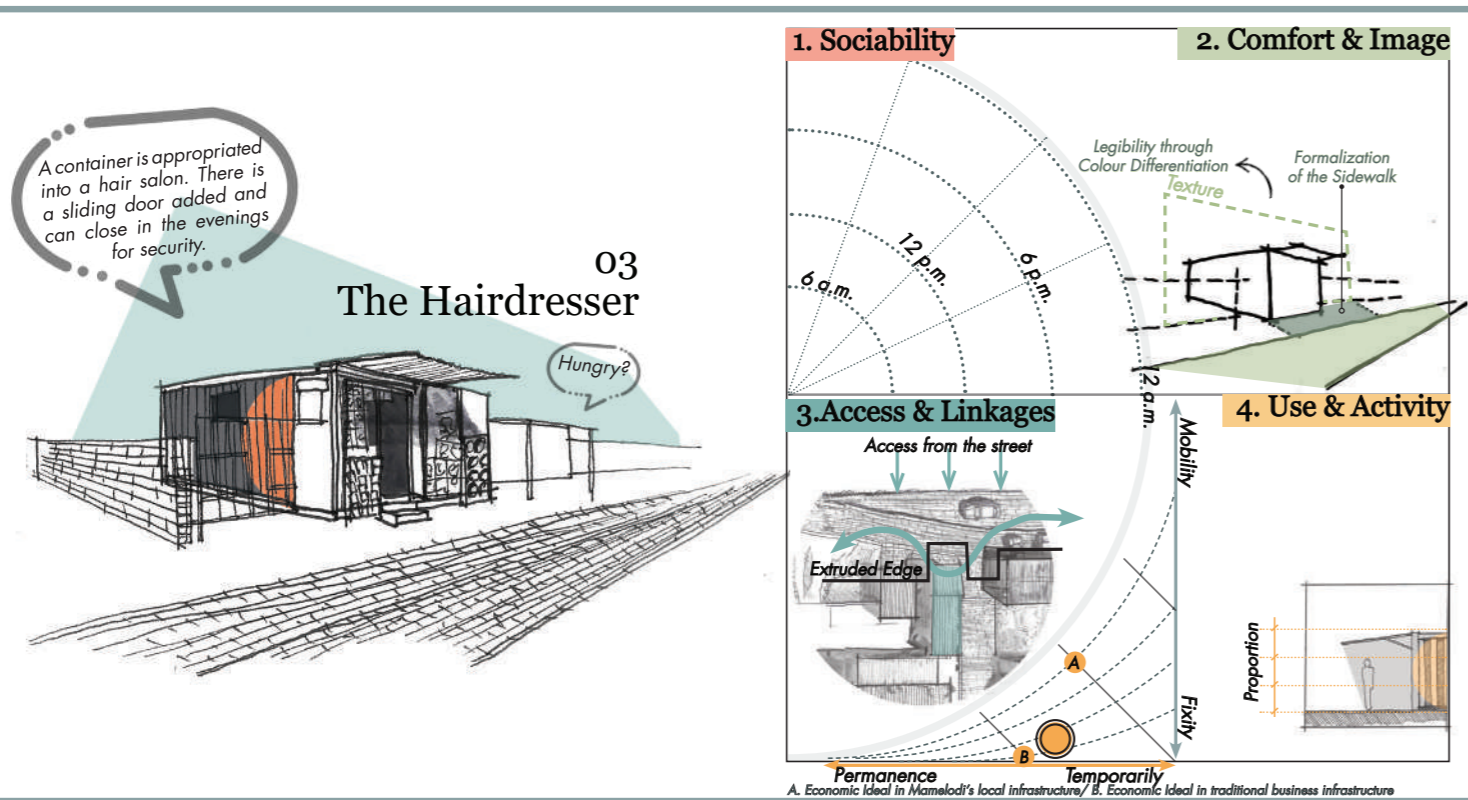 A container is appropriated
into a hair salon. There is
a sliding door added and
can close in the evenings
for security.
03
The Hairdresser
Hungry?
1. Sociability
6 a.m.
12 p.m.
6 p.m.
12 a.m.
2. Comfort & Image
Legibility through
Colour Differentiation
Texture
Formalization
of the Sidewalk
3.Access & Linkages
Access from the street
Extruded Edge
Mobility
Fixity
A
B
Permanence
Temporarily
4. Use & Activity
Proportion
A. Economic Ideal in Mamelodi's local infrastructure/ B. Economic Ideal in traditional business infrastructure